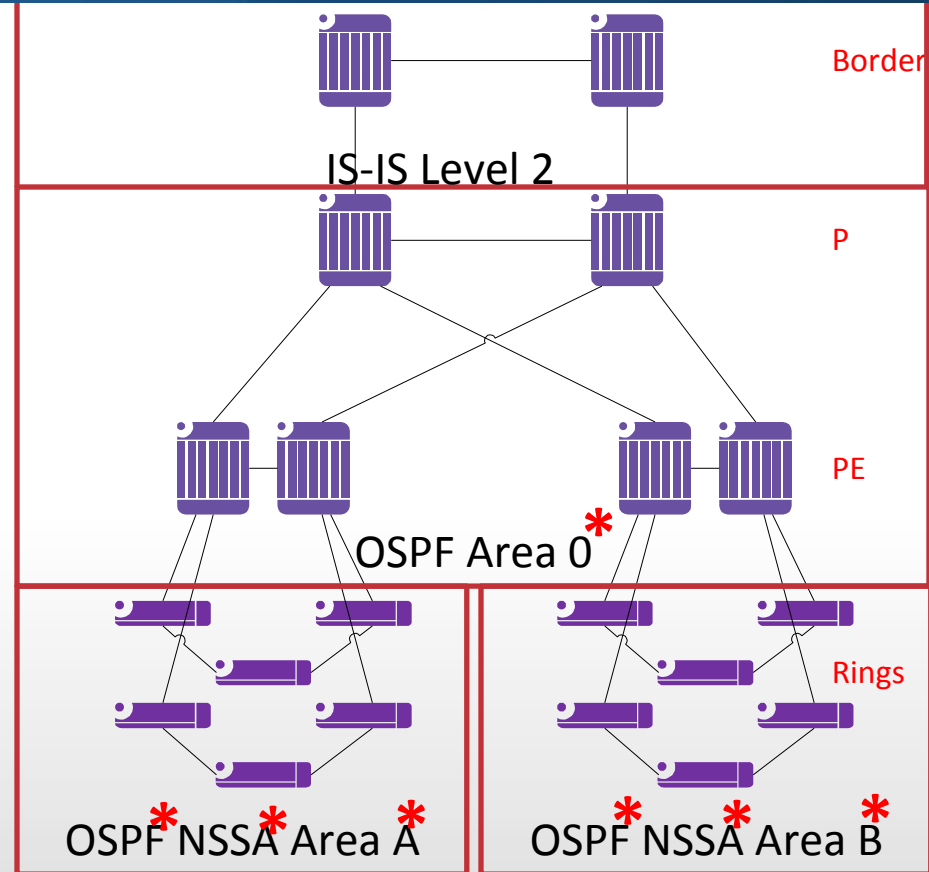 Border
IS-IS Level 2
P
PE
*
OSPF Area 0
Rings
* * *
OSPF NSSA Area A
* * *
OSPF NSSA Area B